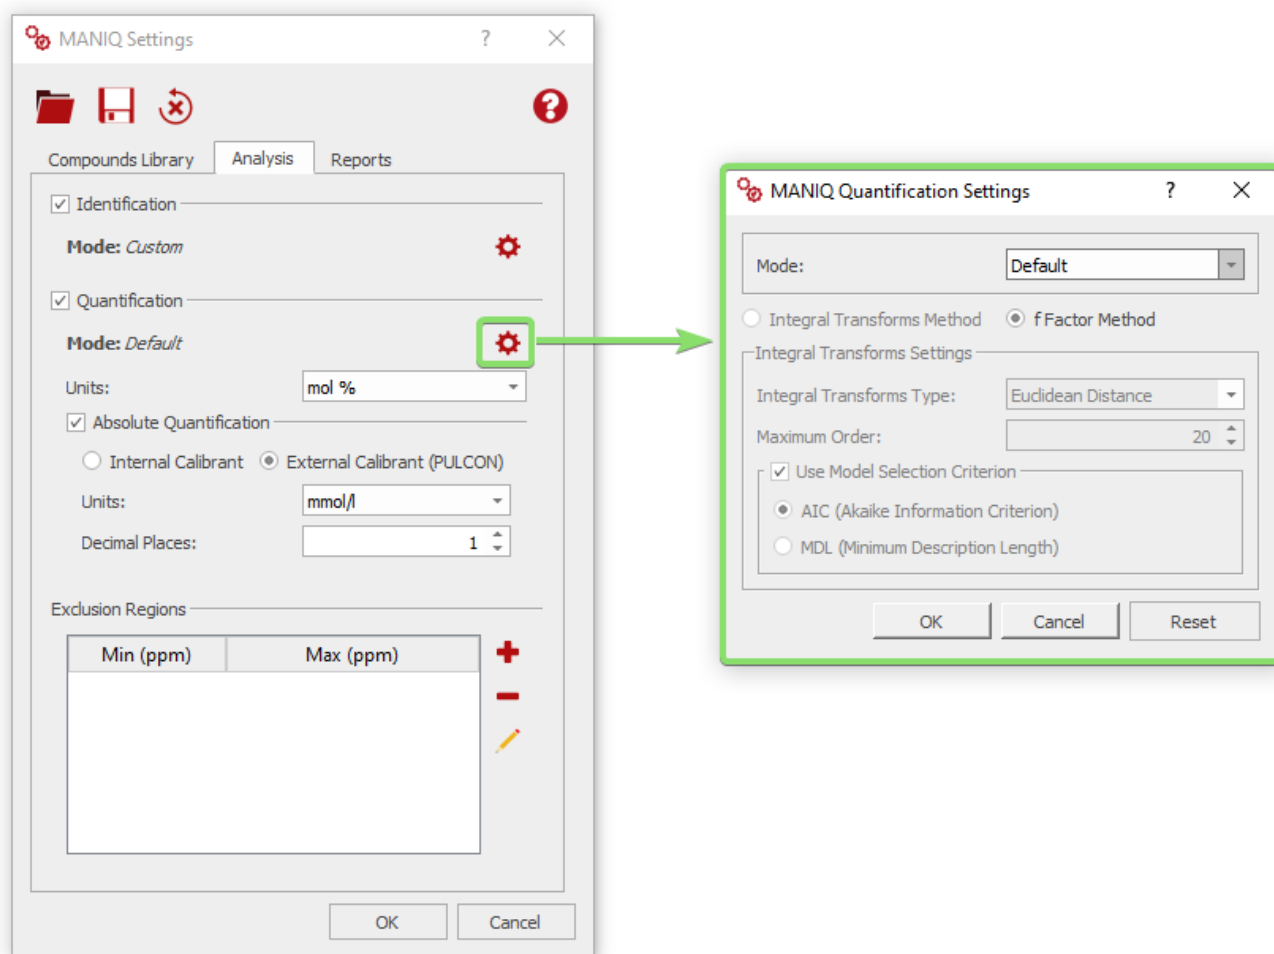 MANIQ Settings
?
Compounds Library
Analysis
Reports
Identification
Mode: Custom
Quantification
Mode: Default
Units:
mol %
Absolute Quantification
Internal Calibrant
External Calibrant (PULCON)
Units:
mmol/l
Decimal Places:
1
Exclusion Regions
Min (ppm)
Max (ppm)
OK
Cancel
MANIQ Quantification Settings
?
Mode:
Default
Integral Transforms Method
f Factor Method
Integral Transforms Settings
Integral Transforms Type:
Euclidean Distance
Maximum Order:
20
Use Model Selection Criterion
AIC (Akaike Information Criterion)
MDL (Minimum Description Length)
OK
Cancel
Reset